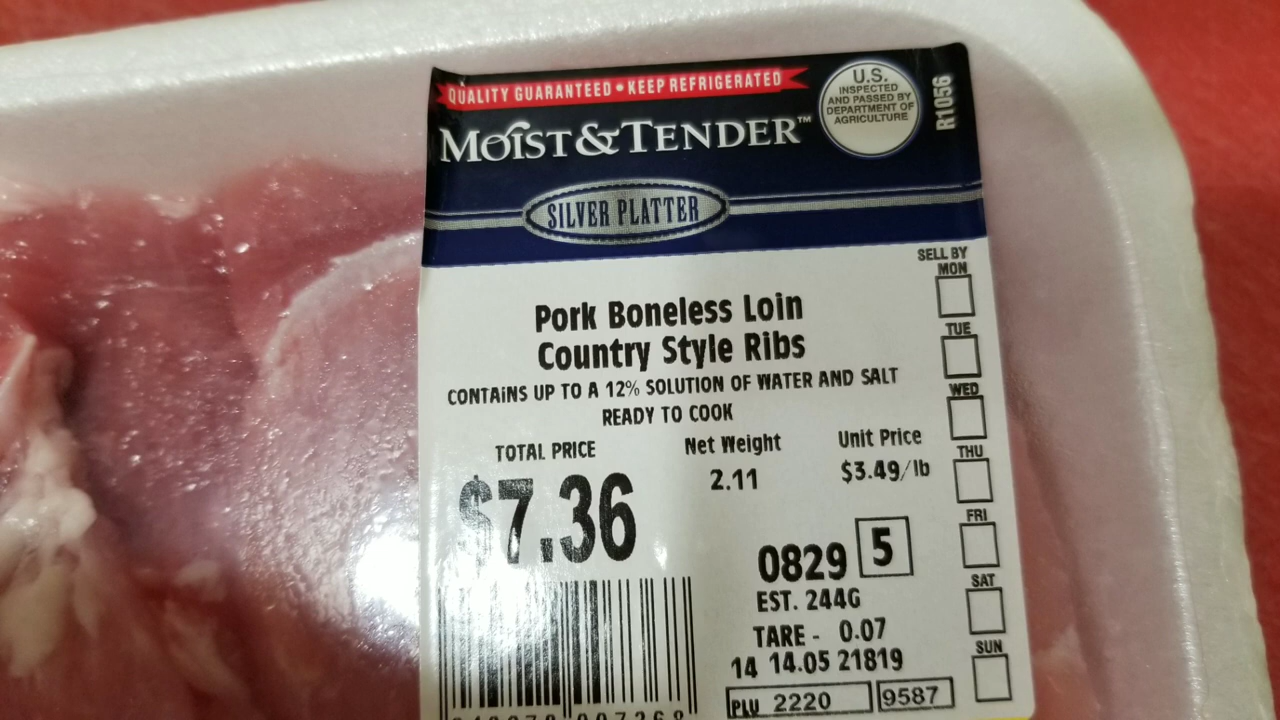 QUALITY GUARANTEED • KEEP REFRIGERATED
MOIST & TENDER™
U.S.
INSPECTED
AND PASSED BY
DEPARTMENT OF
AGRICULTURE
R1056
SILVER PLATTER
Pork Boneless Loin
Country Style Ribs
CONTAiNS UP TO A 12% SOLUTION OF WATER AND SALT
READY TO COOK
TOTAL PRICE
$7.36
Net Weight
2.11
Unit Price
$3.49/lb
0829 5
EST. 244G
TARE - 0.07
14 14.05 21819
PLU 2220 9587
SELL BY
MON
TUE
WED
THU
FRI
SAT
SUN